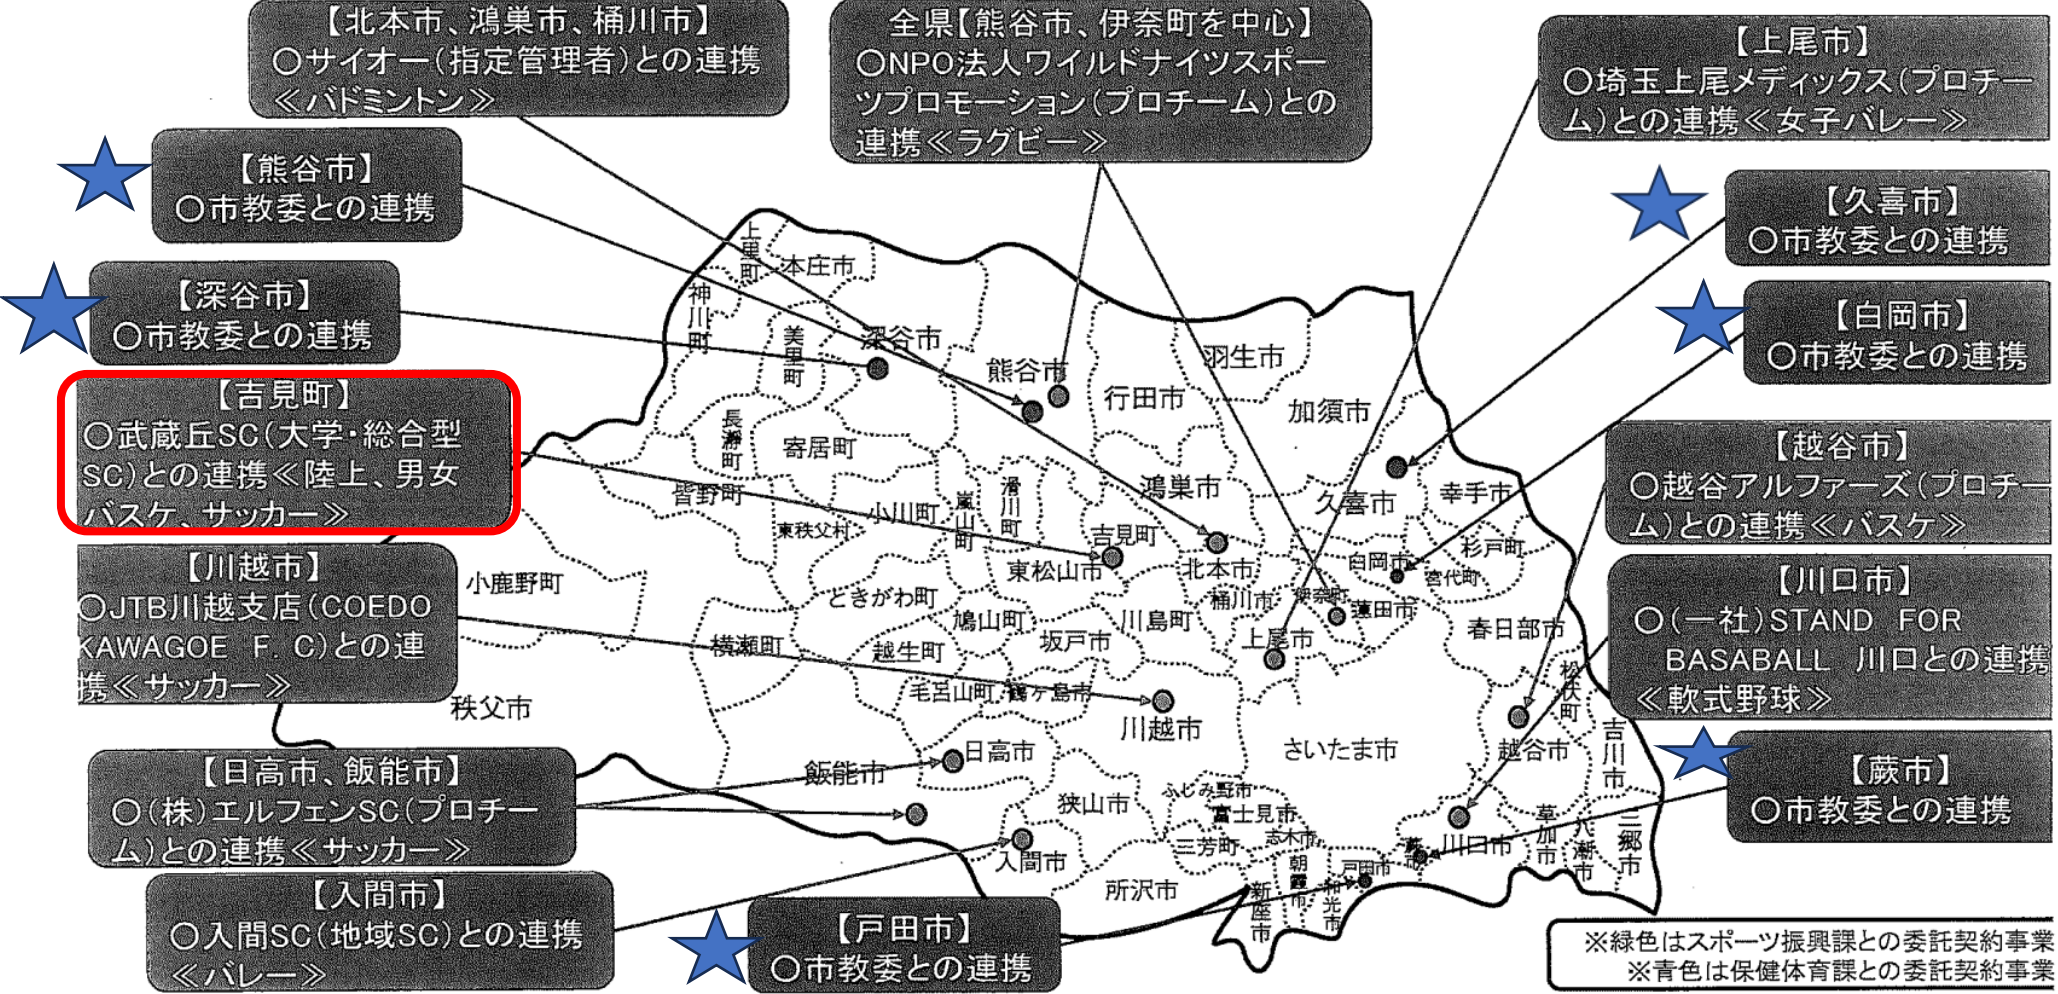 【北本市、鴻巣市、桶川市】
〇サイオー(指定管理者)との連携
≪バドミントン≫
全県【熊谷市、伊奈町を中心】
〇NPO法人ワイルドナイツスポー
ツプロモーション(プロチーム)との
連携≪ラグビー≫
【上尾市】
〇埼玉上尾メディックス(プロチー
ム)との連携≪女子バレー≫
【熊谷市】
〇市教委との連携
【久喜市】
〇市教委との連携
【深谷市】
〇市教委との連携
【白岡市】
〇市教委との連携
【吉見町】
〇武蔵丘SC(大学・総合型
SC)との連携≪陸上、男女
バスケ、サッカー≫
【越谷市】
〇越谷アルファーズ(プロチー
ム)との連携≪バスケ≫
【川越市】
〇JTB川越支店(COEDO
KAWAGOE F. C)との連
携≪サッカー≫
【川口市】
〇(一社)STAND FOR
BASABALL 川口との連携
≪軟式野球≫
【日高市、飯能市】
〇(株)エルフェンSC(プロチー
ム)との連携≪サッカー≫
【蕨市】
〇市教委との連携
【入間市】
〇入間SC(地域SC)との連携
≪バレー≫
【戸田市】
〇市教委との連携
上里町
本庄市
神川町
美里町
深谷市
熊谷市
行田市
羽生市
加須市
長瀞町
寄居町
皆野町
小川町
嵐山町
滑川町
鴻巣市
久喜市
幸手市
東秩父村
吉見町
東松山市
北本市
白岡市
杉戸町
宮代町
小鹿野町
ときがわ町
鳩山町
川島町
桶川市
伊奈町
蓮田市
横瀬町
越生町
坂戸市
上尾市
春日部市
秩父市
毛呂山町
鶴ヶ島市
川越市
さいたま市
松伏町
越谷市
吉川市
飯能市
日高市
狭山市
ふじみ野市
富士見市
志木市
三芳町
入間市
所沢市
新座市
朝霞市
和光市
戸田市
蕨市
川口市
草加市
八潮市
三郷市
※緑色はスポーツ振興課との委託契約事業
※青色は保健体育課との委託契約事業